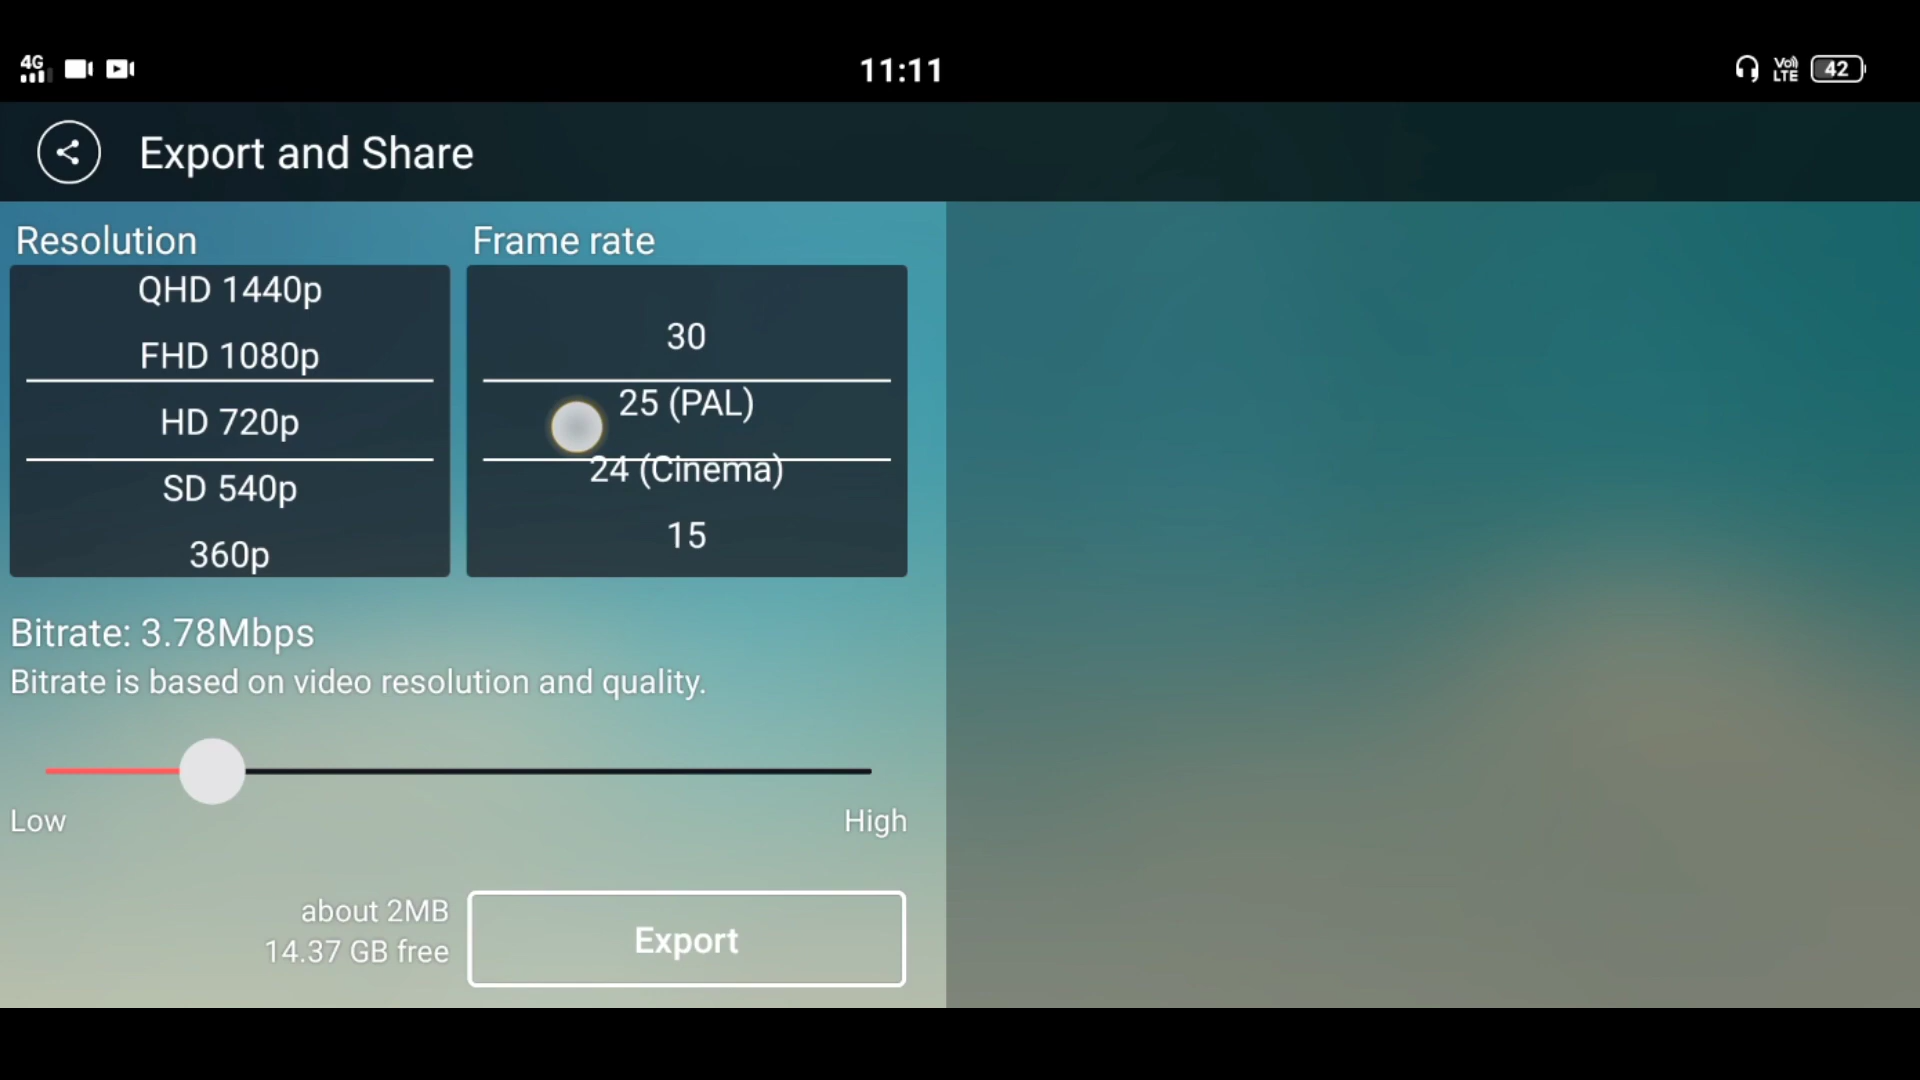 4G
11:11
Vo))
LTE
42
Export and Share
Resolution
Frame rate
QHD 1440p
FHD 1080p
HD 720p
SD 540p
360p
30
25 (PAL)
24 (Cinema)
15
Bitrate: 3.78Mbps
Bitrate is based on video resolution and quality.
Low
High
about 2MB
14.37 GB free
Export